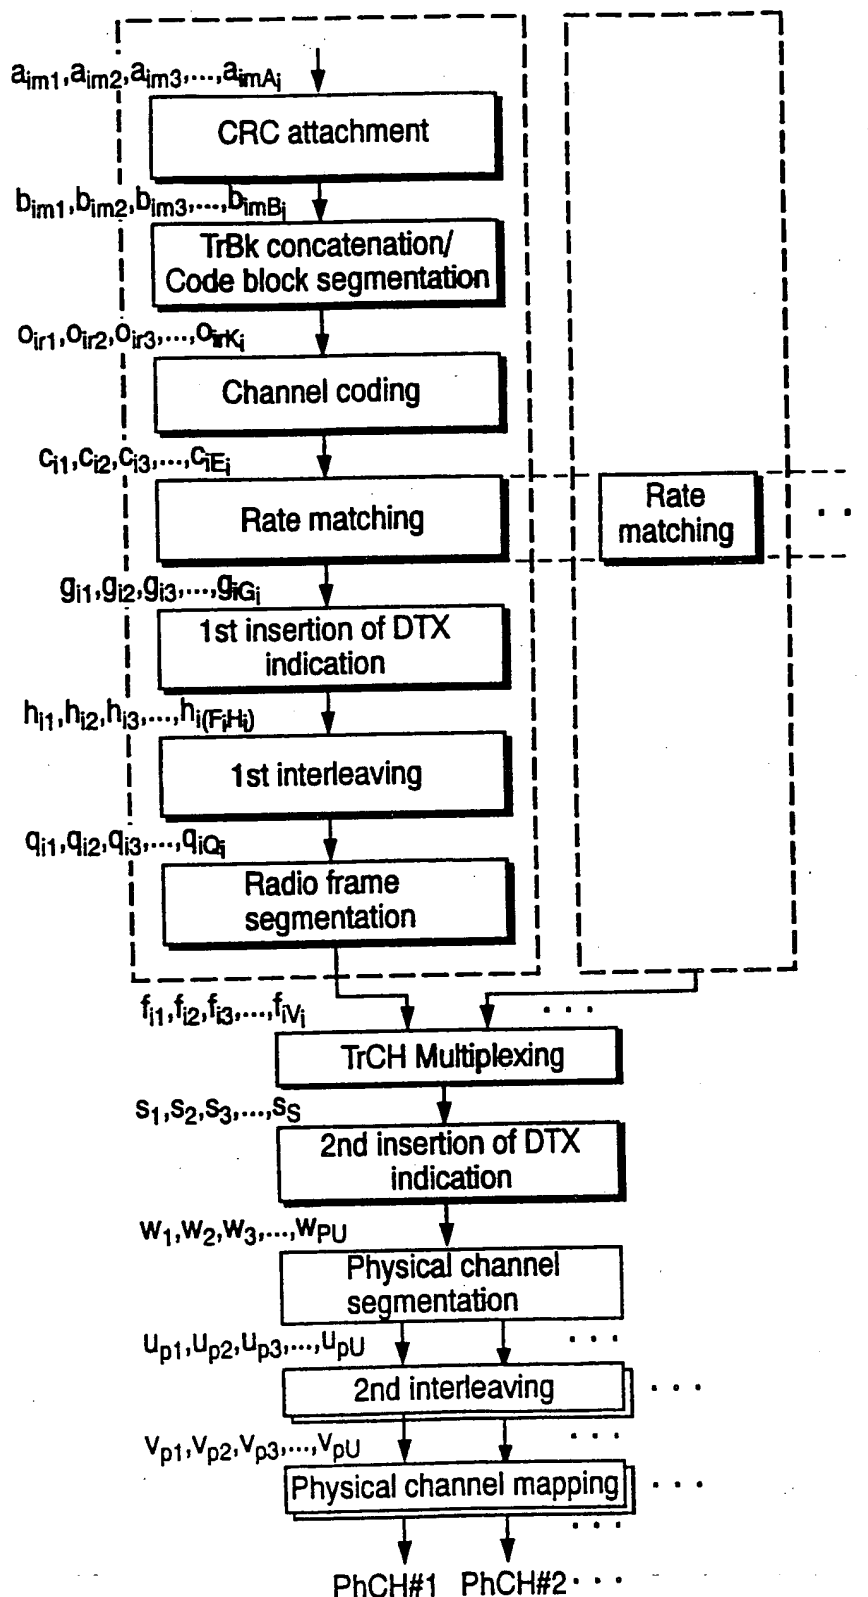 a_im1,a_im2,a_im3,...,a_imA_i
CRC attachment
b_im1,b_im2,b_im3,...,b_imB_i
TrBk concatenation/
Code block segmentation
o_ir1,o_ir2,o_ir3,...,o_irK_i
Channel coding
c_i1,c_i2,c_i3,...,c_iE_i
Rate matching
Rate
matching
. .
g_i1,g_i2,g_i3,...,g_iG_i
1st insertion of DTX
indication
h_i1,h_i2,h_i3,...,h_i(F_iH_i)
1st interleaving
q_i1,q_i2,q_i3,...,q_iQ_i
Radio frame
segmentation
f_i1,f_i2,f_i3,...,f_iV_i
. . .
TrCH Multiplexing
s_1,s_2,s_3,...,s_S
2nd insertion of DTX
indication
w_1,w_2,w_3,...,w_PU
Physical channel
segmentation
u_p1,u_p2,u_p3,...,u_pU
. . .
2nd interleaving
. . .
v_p1,v_p2,v_p3,...,v_pU
. . .
Physical channel mapping
. . .
. . .
PhCH#1 PhCH#2 . . .